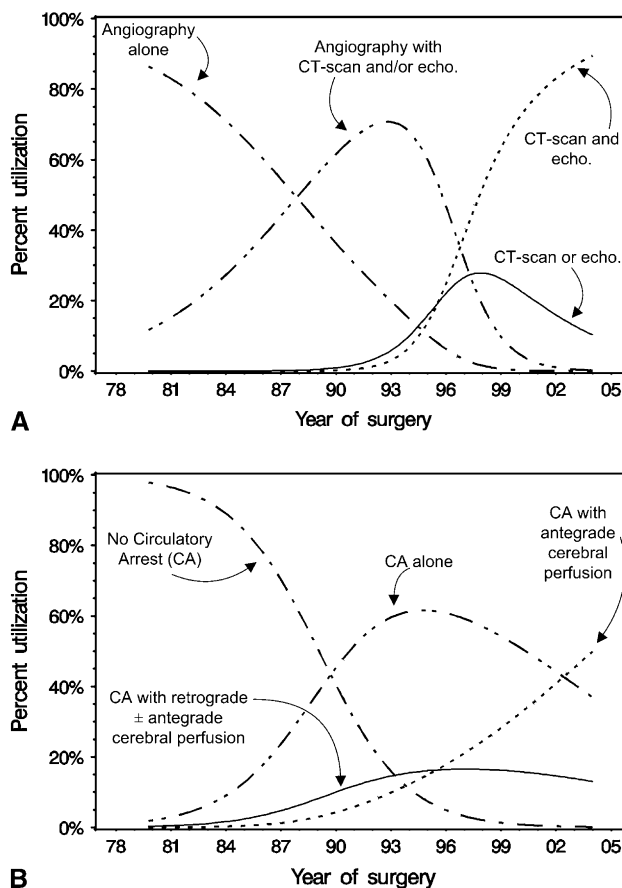 100%
80%
60%
40%
20%
0%
Percent utilization
Angiography
alone
Angiography with
CT-scan and/or echo.
CT-scan and
echo.
CT-scan or echo.
78 81 84 87 90 93 96 99 02 05
Year of surgery
A
100%
80%
60%
40%
20%
0%
Percent utilization
No Circulatory
Arrest (CA)
CA alone
CA with
antegrade
cerebral
perfusion
CA with retrograde
± antegrade
cerebral perfusion
78 81 84 87 90 93 96 99 02 05
Year of surgery
B